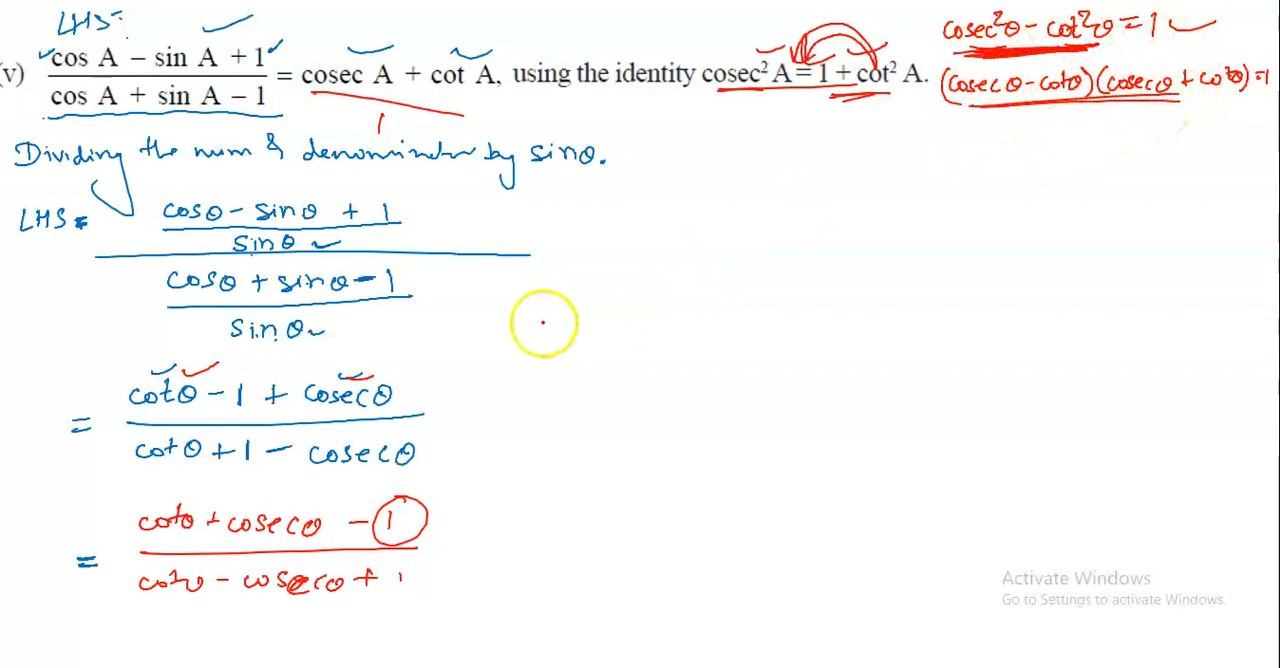 LHS:
cosec²θ - cot²θ = 1
(v) cos A − sin A + 1 / cos A + sin A − 1 = cosec A + cot A, using the identity cosec² A = 1 + cot² A.
(cosecθ - cotθ)(cosecθ + cotθ) = 1
Dividing the num & denominator by sinθ.
LHS = cosθ - sinθ + 1
sinθ
cosθ + sinθ - 1
sinθ
cotθ - 1 + cosecθ
=
cotθ + 1 - cosecθ
cotθ + cosecθ - 1
=
cotθ - cosecθ + 1
Activate Windows
Go to Settings to activate Windows.